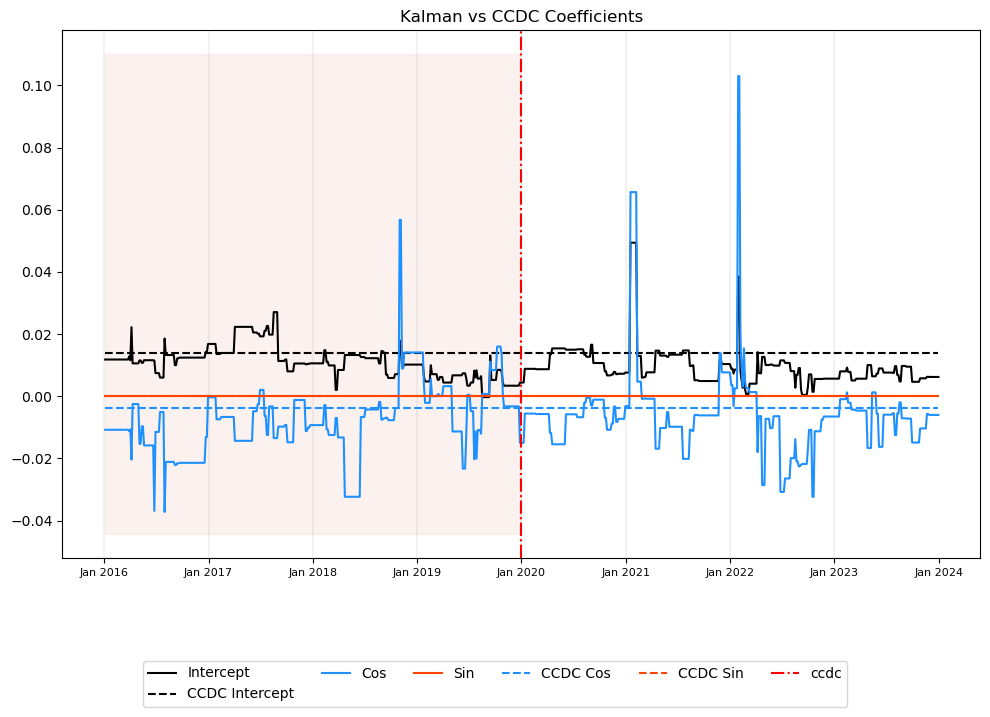 Kalman vs CCDC Coefficients
0.10
0.08
0.06
0.04
0.02
0.00
−0.02
−0.04
Jan 2016 Jan 2017 Jan 2018 Jan 2019 Jan 2020 Jan 2021 Jan 2022 Jan 2023 Jan 2024
Intercept Cos Sin CCDC Cos CCDC Sin ccdc
CCDC Intercept